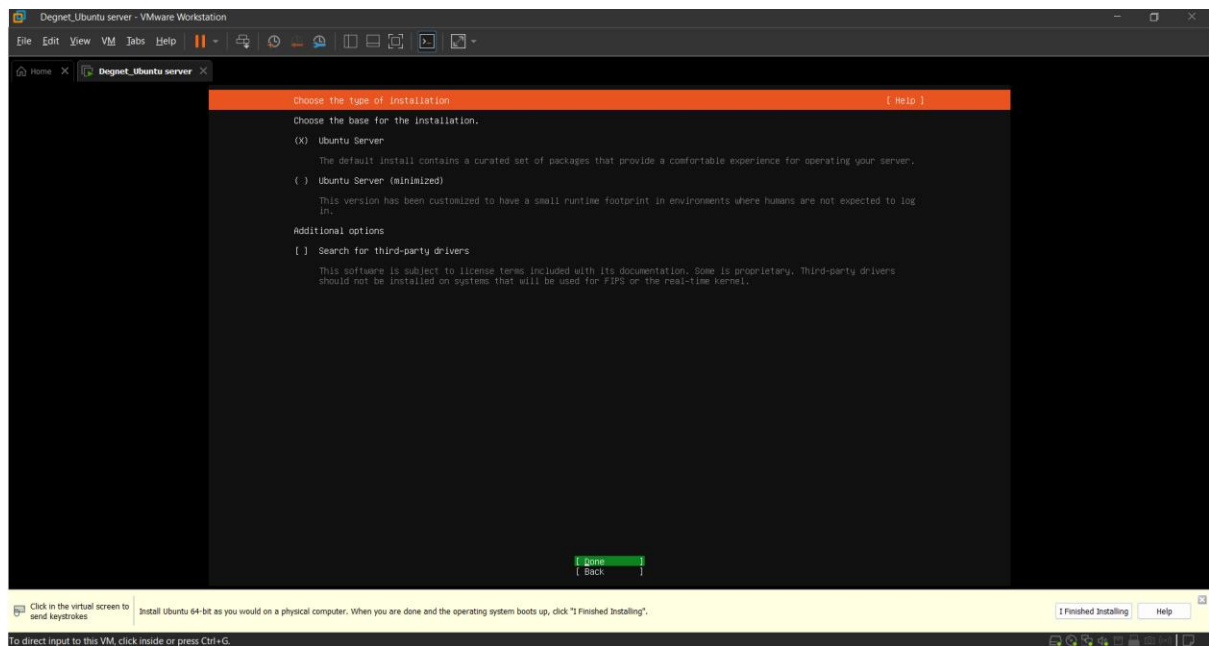 Degnet_Ubuntu server - VMware Workstation
File Edit View VM Tabs Help
Home Degnet_Ubuntu server
Choose the type of installation [ Help ]
Choose the base for the installation.
(X) Ubuntu Server
The default install contains a curated set of packages that provide a comfortable experience for operating your server.
( ) Ubuntu Server (minimized)
This version has been customized to have a small runtime footprint in environments where humans are not expected to log
in.
Additional options
[ ] Search for third-party drivers
This software is subject to license terms included with its documentation. Some is proprietary. Third-party drivers
should not be installed on systems that will be used for FIPS or the real-time kernel.
[ Done ]
[ Back ]
Click in the virtual screen to
send keystrokes
Install Ubuntu 64-bit as you would on a physical computer. When you are done and the operating system boots up, click "I Finished Installing".
I Finished Installing Help
To direct input to this VM, click inside or press Ctrl+G.